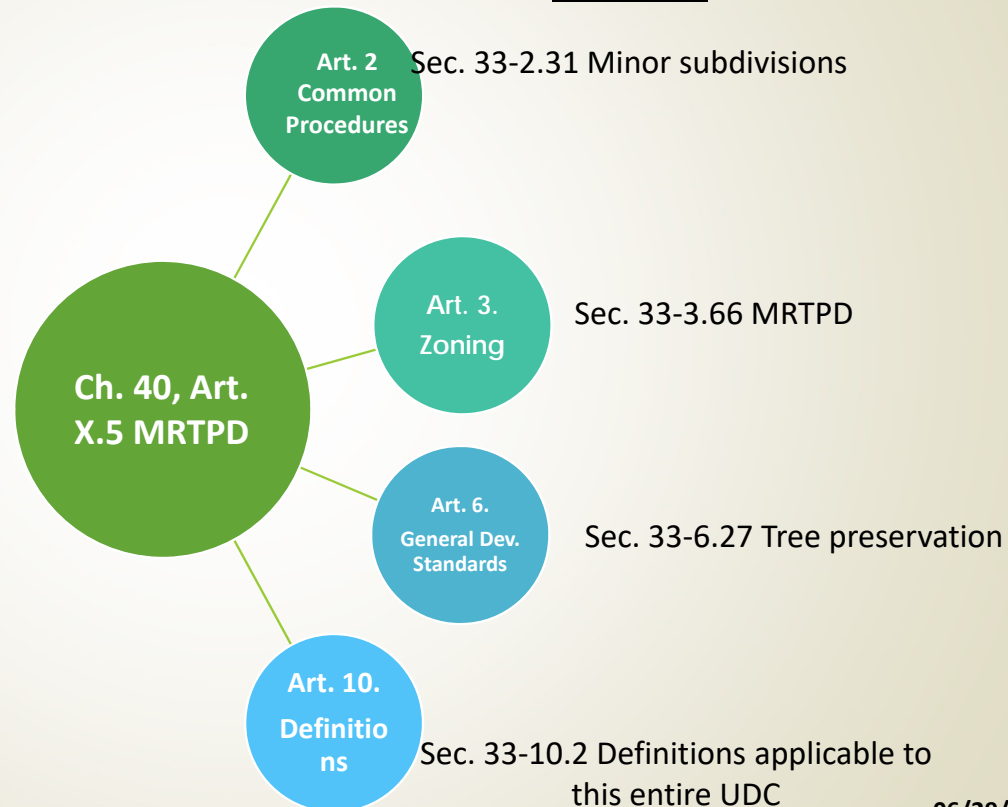 Art. 2
Common
Procedures
Sec. 33-2.31 Minor subdivisions
Art. 3.
Zoning
Sec. 33-3.66 MRTPD
Ch. 40, Art.
X.5 MRTPD
Art. 6.
General Dev.
Standards
Sec. 33-6.27 Tree preservation
Art. 10.
Definitio
ns
Sec. 33-10.2 Definitions applicable to
this entire UDC